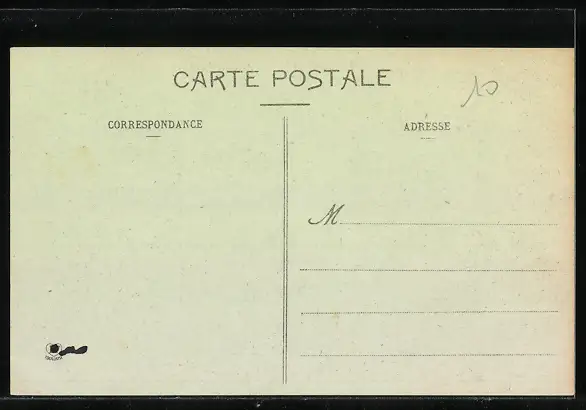 CARTE POSTALE
10
CORRESPONDANCE
ADRESSE
M